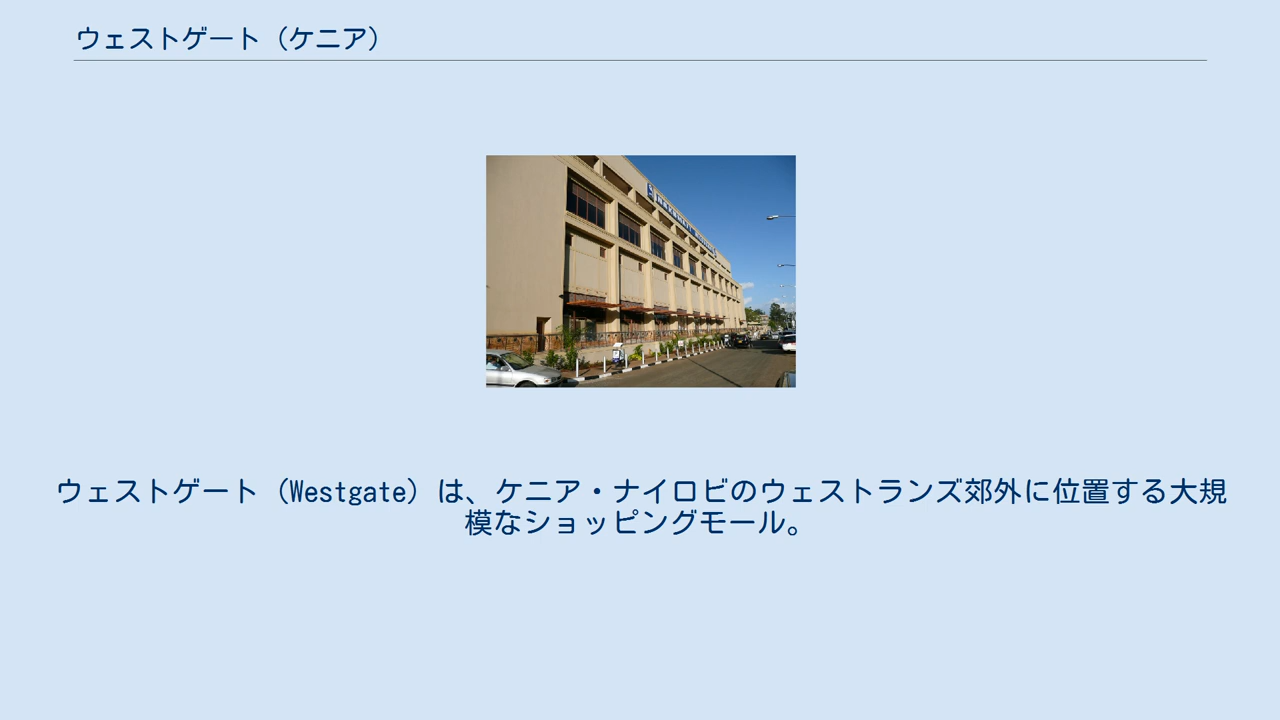 ウェストゲート（ケニア）
ウェストゲート（Westgate）は、ケニア・ナイロビのウェストランズ郊外に位置する大規
模なショッピングモール。